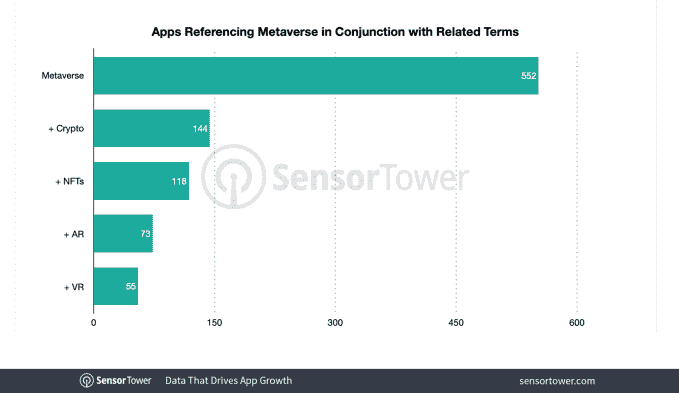 Apps Referencing Metaverse in Conjunction with Related Terms
Metaverse 552
+ Crypto 144
+ NFTs 118
+ AR 73
+ VR 55
SensorTower
0 150 300 450 600
SensorTower Data That Drives App Growth sensortower.com